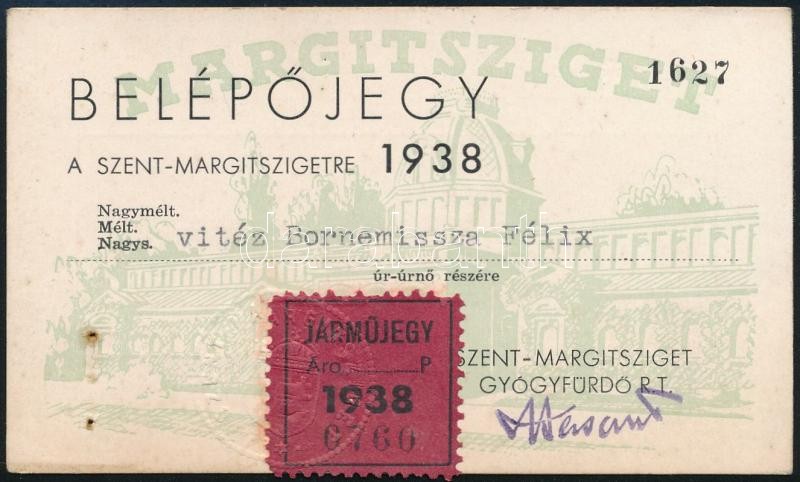 MARGITSZIGET
1627
BELÉPŐJEGY
A SZENT-MARGITSZIGETRE 1938
Nagymélt.
Mélt.
Nagys. vitéz Bornemissza Félix
úr-úrnő részére
JÁRMŰJEGY
Ára P
1938
0760
SZENT-MARGITSZIGET
GYÓGYFÜRDŐ R.T.